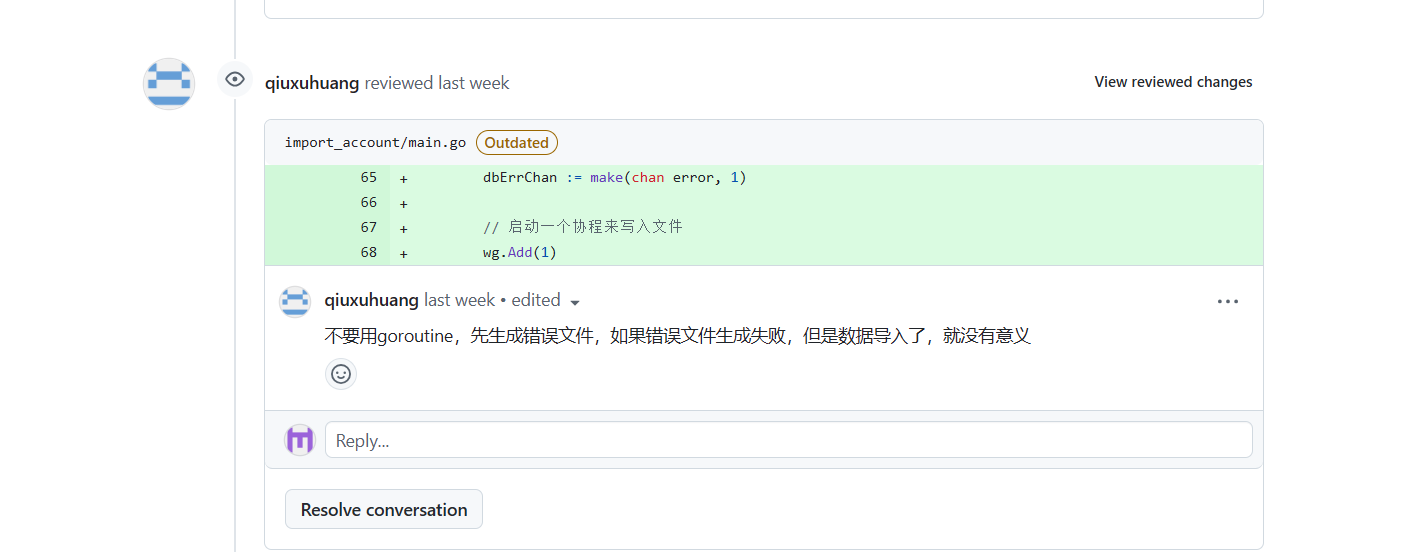 qiuxuhuang reviewed last week
View reviewed changes
import_account/main.go Outdated
65 + dbErrChan := make(chan error, 1)
66 +
67 + // 启动一个协程来写入文件
68 + wg.Add(1)
qiuxuhuang last week • edited
不要用goroutine，先生成错误文件，如果错误文件生成失败，但是数据导入了，就没有意义
Reply...
Resolve conversation